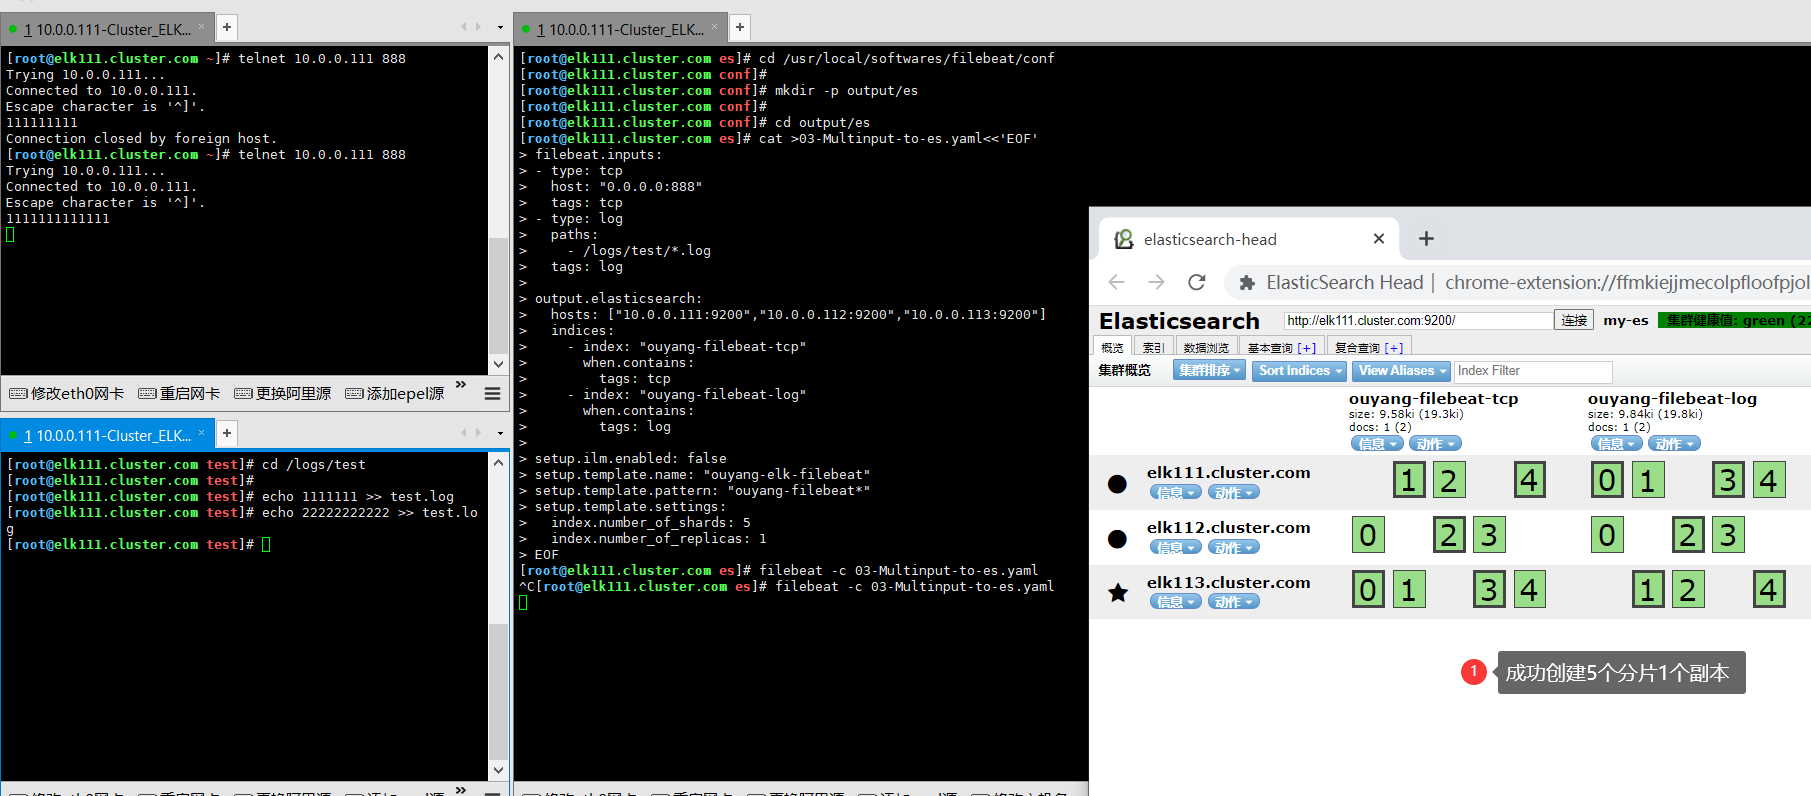 1 10.0.0.111-Cluster_ELK... × +
[root@elk111.cluster.com ~]# telnet 10.0.0.111 888
Trying 10.0.0.111...
Connected to 10.0.0.111.
Escape character is '^]'.
111111111
Connection closed by foreign host.
[root@elk111.cluster.com ~]# telnet 10.0.0.111 888
Trying 10.0.0.111...
Connected to 10.0.0.111.
Escape character is '^]'.
1111111111111
修改eth0网卡 重启网卡 更换阿里源 添加epel源 »
1 10.0.0.111-Cluster_ELK... × +
[root@elk111.cluster.com test]# cd /logs/test
[root@elk111.cluster.com test]#
[root@elk111.cluster.com test]# echo 1111111 >> test.log
[root@elk111.cluster.com test]# echo 22222222222 >> test.lo
g
[root@elk111.cluster.com test]#
1 10.0.0.111-Cluster_ELK... × +
[root@elk111.cluster.com es]# cd /usr/local/softwares/filebeat/conf
[root@elk111.cluster.com conf]#
[root@elk111.cluster.com conf]# mkdir -p output/es
[root@elk111.cluster.com conf]#
[root@elk111.cluster.com conf]# cd output/es
[root@elk111.cluster.com es]# cat >03-Multinput-to-es.yaml<<'EOF'
> filebeat.inputs:
> - type: tcp
>   host: "0.0.0.0:888"
>   tags: tcp
> - type: log
>   paths:
>     - /logs/test/*.log
>   tags: log
>
> output.elasticsearch:
>   hosts: ["10.0.0.111:9200","10.0.0.112:9200","10.0.0.113:9200"]
>   indices:
>     - index: "ouyang-filebeat-tcp"
>       when.contains:
>         tags: tcp
>     - index: "ouyang-filebeat-log"
>       when.contains:
>         tags: log
>
> setup.ilm.enabled: false
> setup.template.name: "ouyang-elk-filebeat"
> setup.template.pattern: "ouyang-filebeat*"
> setup.template.settings:
>   index.number_of_shards: 5
>   index.number_of_replicas: 1
> EOF
[root@elk111.cluster.com es]# filebeat -c 03-Multinput-to-es.yaml
^C[root@elk111.cluster.com es]# filebeat -c 03-Multinput-to-es.yaml
elasticsearch-head
ElasticSearch Head | chrome-extension://ffmkiejjmecolpfloofpjol
Elasticsearch http://elk111.cluster.com:9200/ 连接 my-es 集群健康值: green (22
概览 索引 数据浏览 基本查询 [+] 复合查询 [+]
集群概览 集群排序 Sort Indices View Aliases Index Filter
ouyang-filebeat-tcp ouyang-filebeat-log
size: 9.58ki (19.3ki) size: 9.84ki (19.8ki)
docs: 1 (2) docs: 1 (2)
信息 动作 信息 动作
elk111.cluster.com 1 2 4 0 1 3 4
信息 动作
elk112.cluster.com 0 2 3 0 2 3
信息 动作
elk113.cluster.com 0 1 3 4 1 2 4
信息 动作
1 成功创建5个分片1个副本